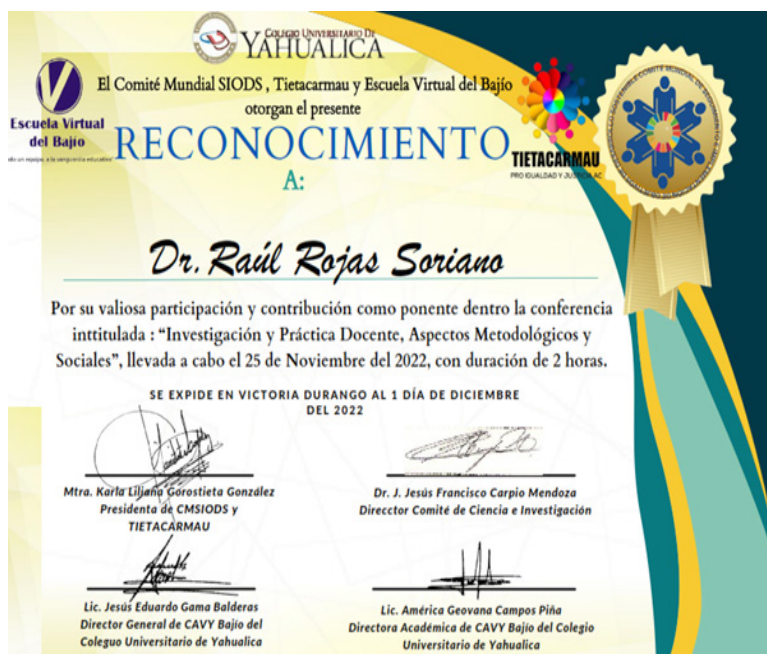 COLEGIO UNIVERSITARIO DE
YAHUALICA
El Comité Mundial SIODS , Tietacarmau y Escuela Virtual del Bajío
otorgan el presente
Escuela Virtual
del Bajío
RECONOCIMIENTO
A:
TIETACARMAU
PRO IGUALDAD Y JUSTICIA AC
Dr. Raúl Rojas Soriano
Por su valiosa participación y contribución como ponente dentro la conferencia
inttitulada : “Investigación y Práctica Docente, Aspectos Metodológicos y
Sociales”, llevada a cabo el 25 de Noviembre del 2022, con duración de 2 horas.
SE EXPIDE EN VICTORIA DURANGO AL 1 DÍA DE DICIEMBRE
DEL 2022
Mtra. Karla Liliana Gorostieta González
Presidenta de CMSIODS y
TIETACARMAU
Dr. J. Jesús Francisco Carpio Mendoza
Direcctor Comité de Ciencia e Investigación
Lic. Jesús Eduardo Gama Balderas
Director General de CAVY Bajío del
Coleguo Universitario de Yahualica
Lic. América Geovana Campos Piña
Directora Académica de CAVY Bajío del Colegio
Universitario de Yahualica